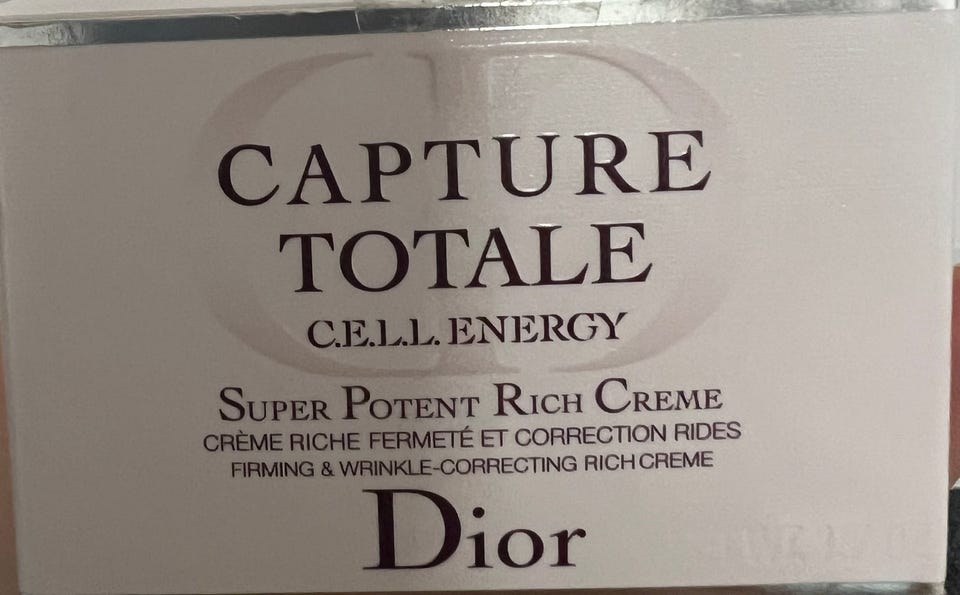 CAPTURE
TOTALE
C.E.L.L. ENERGY
SUPER POTENT RICH CREME
CRÈME RICHE FERMETÉ ET CORRECTION RIDES
FIRMING & WRINKLE-CORRECTING RICH CREME
Dior